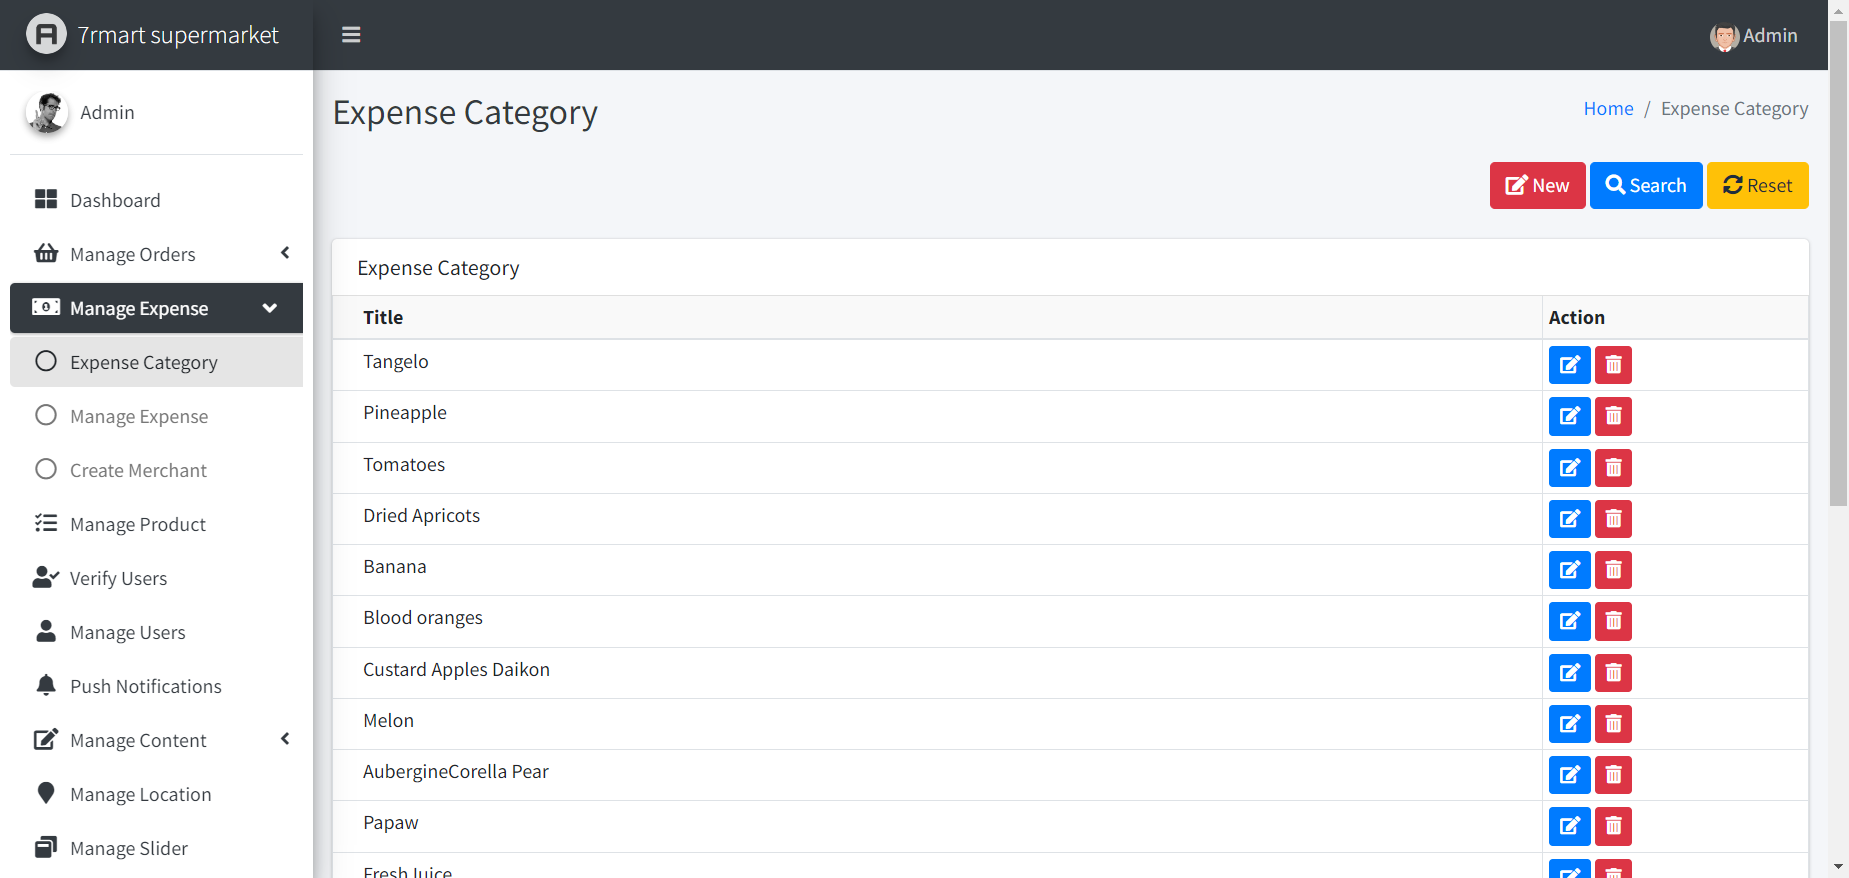 7rmart supermarket
Admin
Admin
Expense Category
Home / Expense Category
Dashboard
Manage Orders
Manage Expense
Expense Category
Manage Expense
Create Merchant
Manage Product
Verify Users
Manage Users
Push Notifications
Manage Content
Manage Location
Manage Slider
New Search Reset
Expense Category
Title Action
Tangelo
Pineapple
Tomatoes
Dried Apricots
Banana
Blood oranges
Custard Apples Daikon
Melon
AubergineCorella Pear
Papaw
Fresh Juice